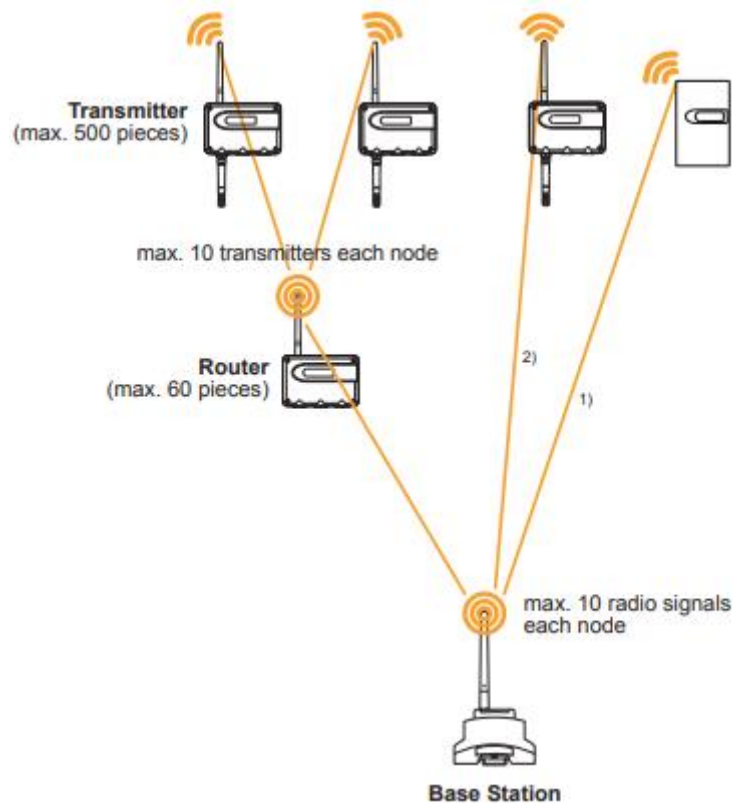 Transmitter
(max. 500 pieces)
max. 10 transmitters each node
Router
(max. 60 pieces)
2)
1)
max. 10 radio signals
each node
Base Station